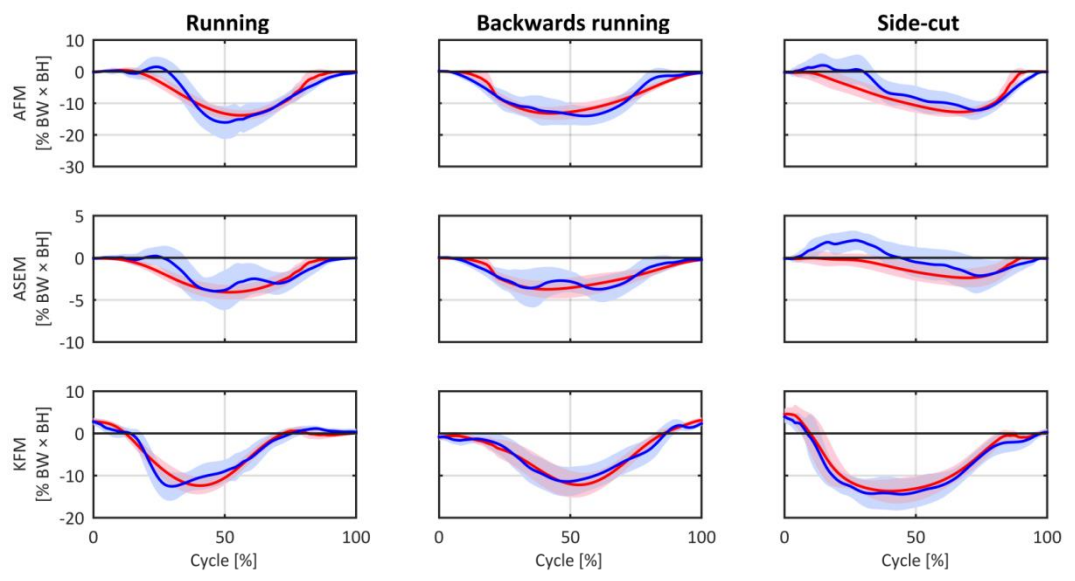 Running Backwards running Side-cut
AFM
[% BW × BH]
10
0
-10
-20
-30
ASEM
[% BW × BH]
5
0
-5
-10
KFM
[% BW × BH]
10
0
-10
-20
0 50 100 0 50 100 0 50 100
Cycle [%] Cycle [%] Cycle [%]